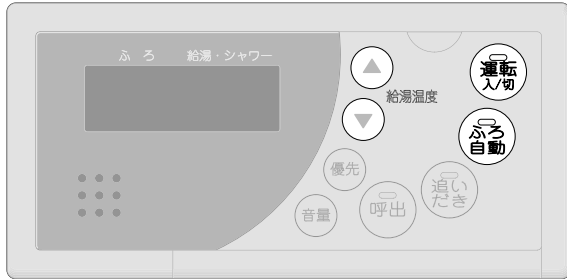 ふろ 給湯・シャワー
運転
入/切
給湯温度
ふろ
自動
優先
追い
だき
音量
呼出